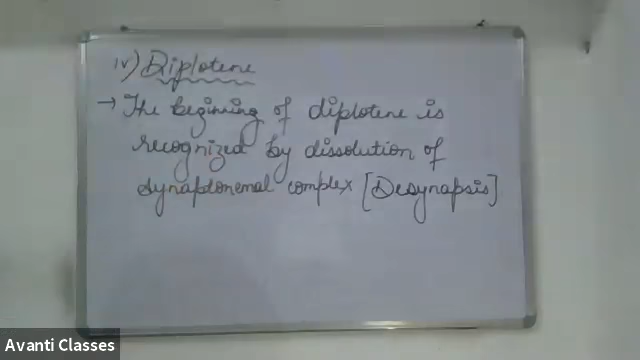 iv) Diplotene
→ The beginning of diplotene is
recognized by dissolution of
synaptonemal complex [Desynapsis]
Avanti Classes